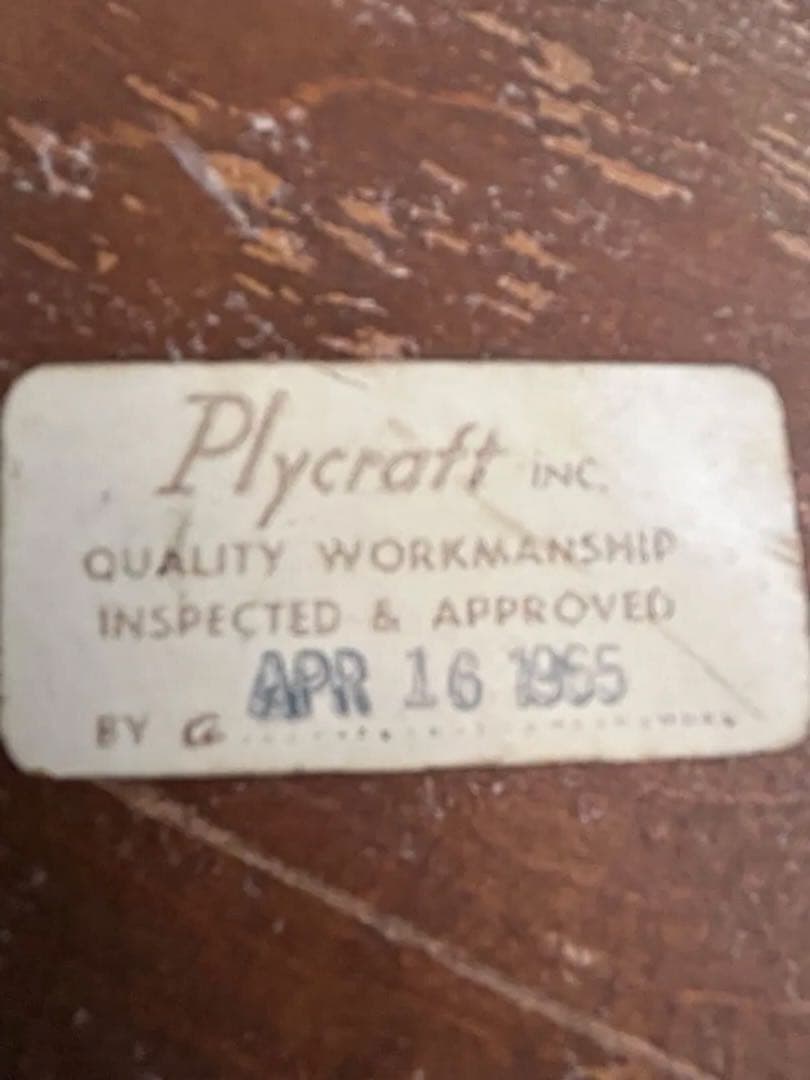 Plycraft INC.
QUALITY WORKMANSHIP
INSPECTED & APPROVED
APR 16 1965
BY G